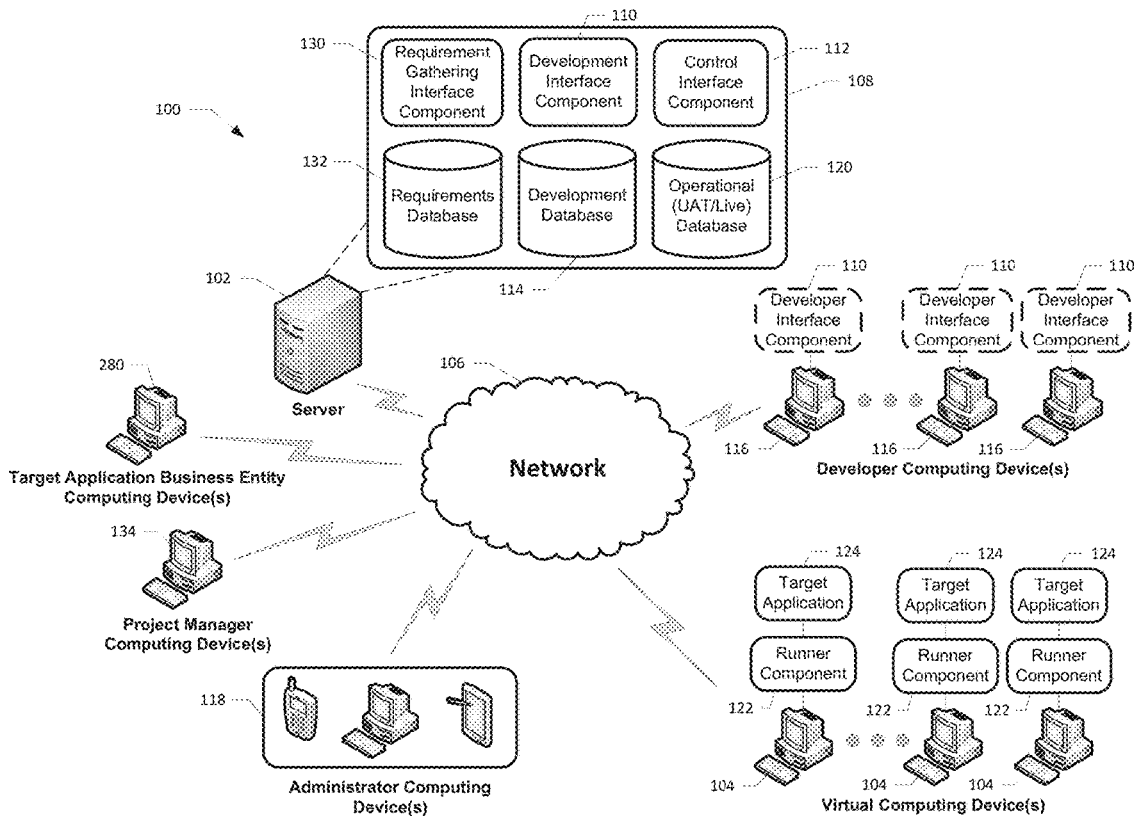 110
130
Requirement
Gathering
Interface
Component
Development
Interface
Component
Control
Interface
Component
112
108
100
132
Requirements
Database
Development
Database
Operational
(UAT/Live)
Database
120
102
114
110
110
110
Developer
Interface
Component
Developer
Interface
Component
Developer
Interface
Component
280
106
Server
116
116
116
Developer Computing Device(s)
Network
Target Application Business Entity
Computing Device(s)
134
Project Manager
Computing Device(s)
124
124
124
Target
Application
Target
Application
Target
Application
Runner
Component
Runner
Component
Runner
Component
122
122
122
118
Administrator Computing
Device(s)
104
104
104
Virtual Computing Device(s)